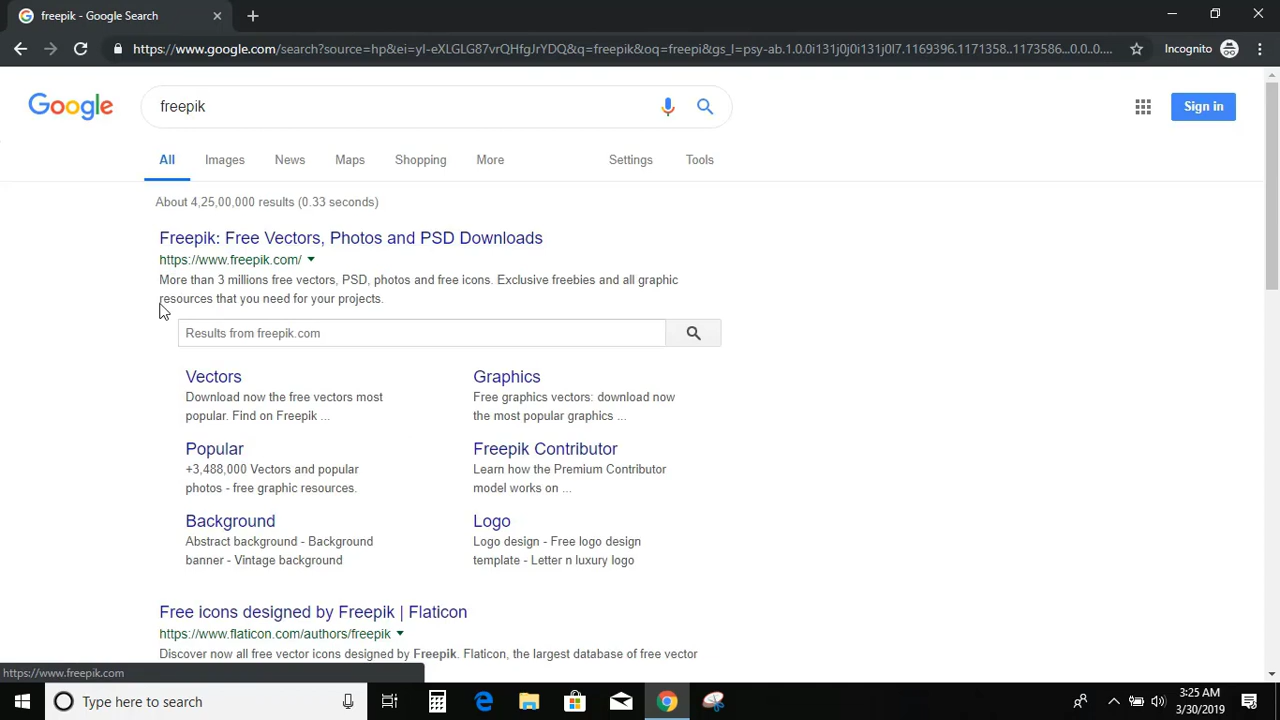 freepik - Google Search
https://www.google.com/search?source=hp&ei=yI-eXLGLG87vrQHfgJrYDQ&q=freepik&oq=freepi&gs_l=psy-ab.1.0.0i131j0j0i131j0l7.1169396.1171358..1173586...0.0..0....
Incognito
Google
freepik
Sign in
All Images News Maps Shopping More Settings Tools
About 4,25,00,000 results (0.33 seconds)
Freepik: Free Vectors, Photos and PSD Downloads
https://www.freepik.com/
More than 3 millions free vectors, PSD, photos and free icons. Exclusive freebies and all graphic
resources that you need for your projects.
Results from freepik.com
Vectors
Download now the free vectors most
popular. Find on Freepik ...
Graphics
Free graphics vectors: download now
the most popular graphics ...
Popular
+3,488,000 Vectors and popular
photos - free graphic resources.
Freepik Contributor
Learn how the Premium Contributor
model works on ...
Background
Abstract background - Background
banner - Vintage background
Logo
Logo design - Free logo design
template - Letter n luxury logo
Free icons designed by Freepik | Flaticon
https://www.flaticon.com/authors/freepik
Discover now all free vector icons designed by Freepik. Flaticon, the largest database of free vector
https://www.freepik.com
Type here to search
3:25 AM
3/30/2019